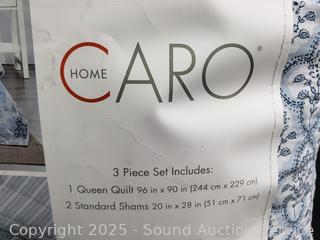 HOME
CARO®
3 Piece Set Includes:
1 Queen Quilt 96 in x 90 in (244 cm x 229 cm)
2 Standard Shams 20 in x 28 in (51 cm x 71 cm)
Copyright 2025 - Sound Auction Service